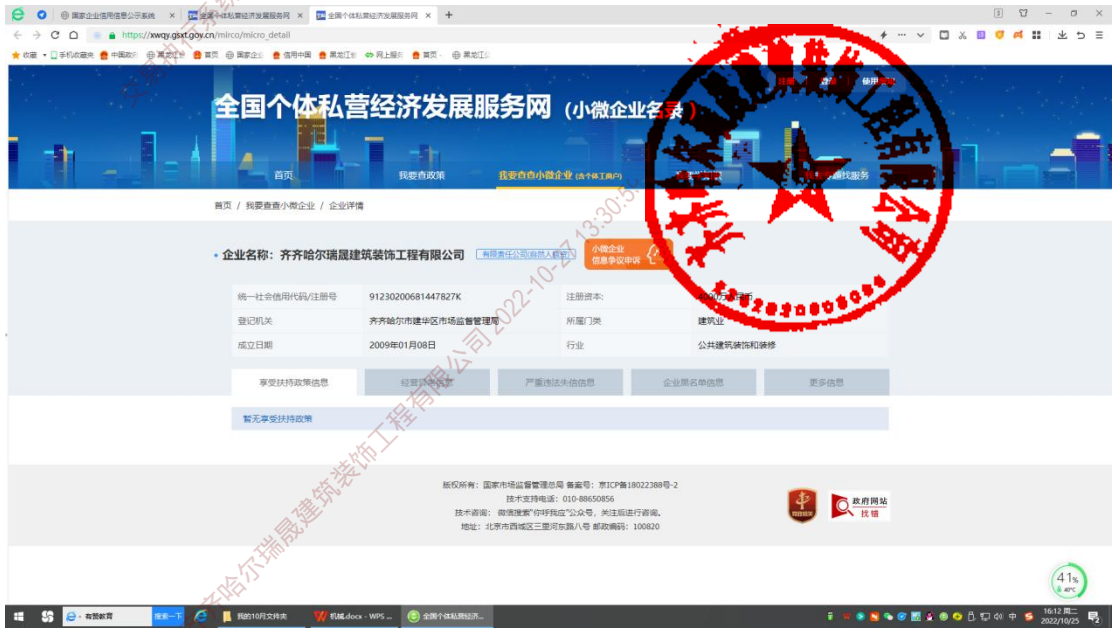 国家企业信用信息公示系统
全国个体私营经济发展服务网
全国个体私营经济发展服务网
https://xwqy.gsxt.gov.cn/mirco/micro_detail
收藏
手机收藏夹
首页
国家企
信用中国
黑龙江省
网上服
首页
黑龙江
全国个体私营经济发展服务网 (小微企业名录)
首页
我要查政策
我要查查小微企业 (含个体工商户)
首页 / 我要查查小微企业 / 企业详情
企业名称: 齐齐哈尔瑞晟建筑装饰工程有限公司
小微企业
信息争议申诉
统一社会信用代码/注册号 91230200681447827K 注册资本:
登记机关 齐齐哈尔市建华区市场监督管理局 所属门类 建筑业
成立日期 2009年01月08日 行业 公共建筑装饰和装修
享受扶持政策信息
严重违法失信信息
企业黑名单信息
更多信息
暂无享受扶持政策
版权所有: 国家市场监督管理总局 备案号: 京ICP备18022388号-2
技术支持电话: 010-88650856
技术咨询: 微信搜索"你呼我应"公众号, 关注后进行咨询。
地址: 北京市西城区三里河东路八号 邮政编码: 100820
政府网站
找错
齐哈尔瑞晟建筑装饰工程有限公司 2022-10-27 13:30:5
41%
40℃
搜索一下
我的10月文件夹
机械.docx - WPS ...
全国个体私营经济...
中
16:12 周二
2022/10/25